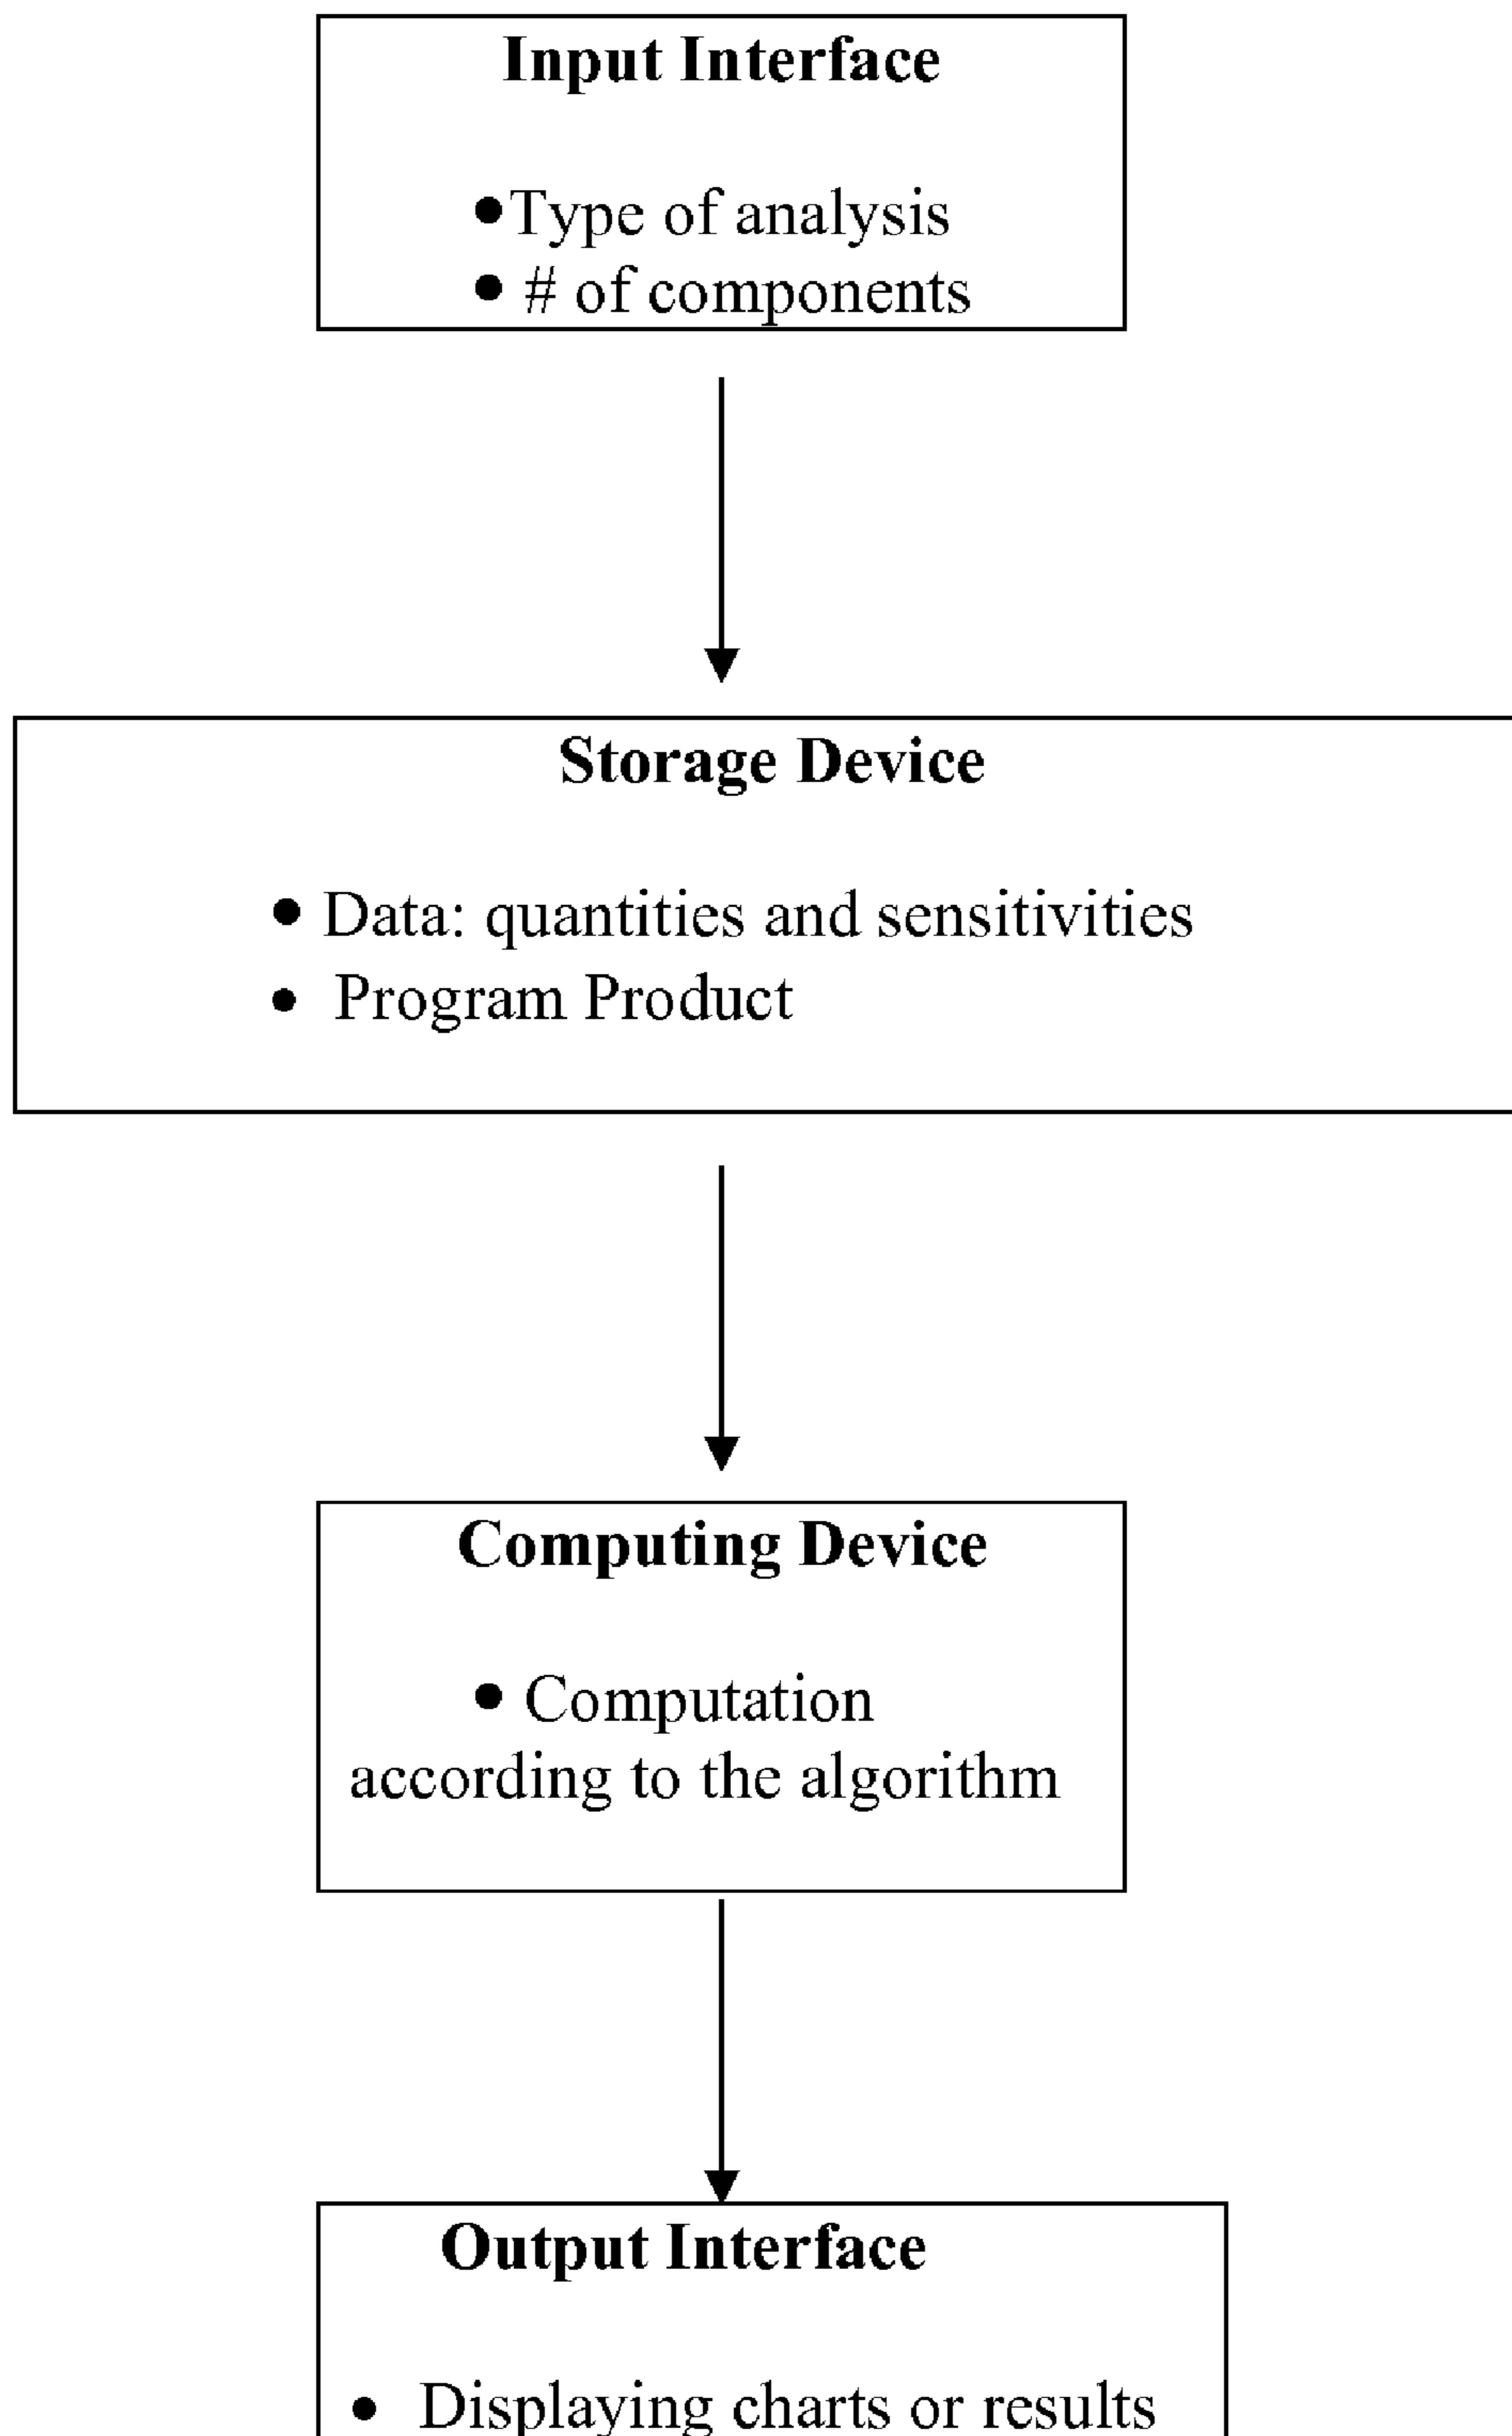 Input Interface
●Type of analysis
● # of components
Storage Device
● Data: quantities and sensitivities
● Program Product
Computing Device
● Computation
according to the algorithm
Output Interface
● Displaying charts or results